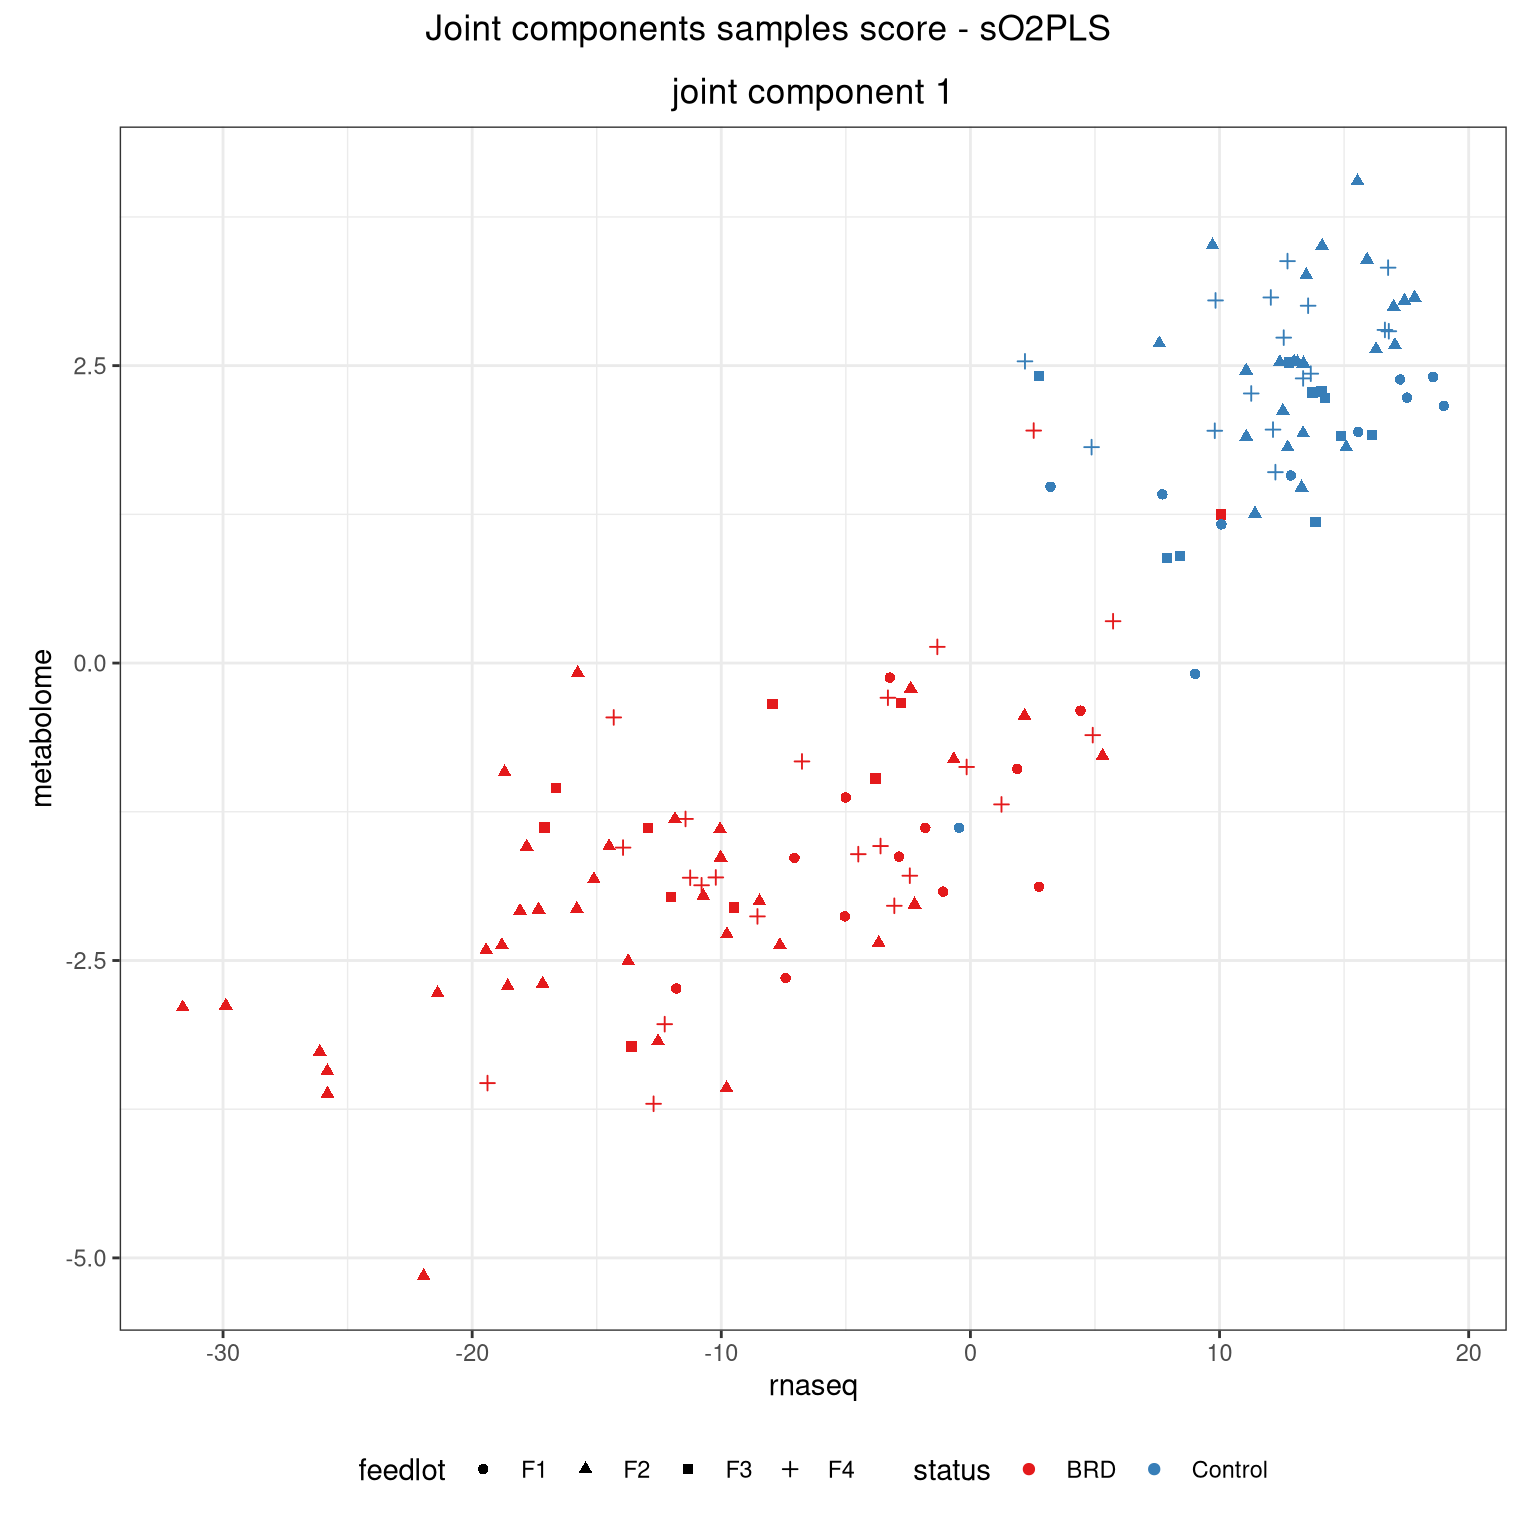 Joint components samples score - sO2PLS
joint component 1
metabolome
2.5
0.0
-2.5
-5.0
-30 -20 -10 0 10 20
rnaseq
feedlot F1 F2 F3 F4 status BRD Control